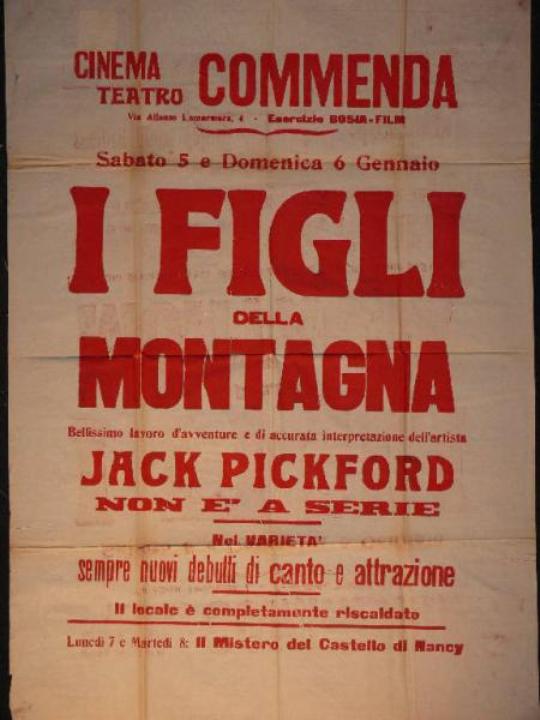 CINEMA TEATRO COMMENDA
Via Alfonso Lamarmora, 4 - Esercizio BOSIA-FILM
Sabato 5 e Domenica 6 Gennaio
I FIGLI
DELLA
MONTAGNA
Bellissimo lavoro d'avventure e di accurata interpretazione dell'artista
JACK PICKFORD
NON E' A SERIE
Nel VARIETA'
sempre nuovi debutti di canto e attrazione
Il locale è completamente riscaldato
Lunedì 7 e Martedì 8: Il Mistero del Castello di Nancy